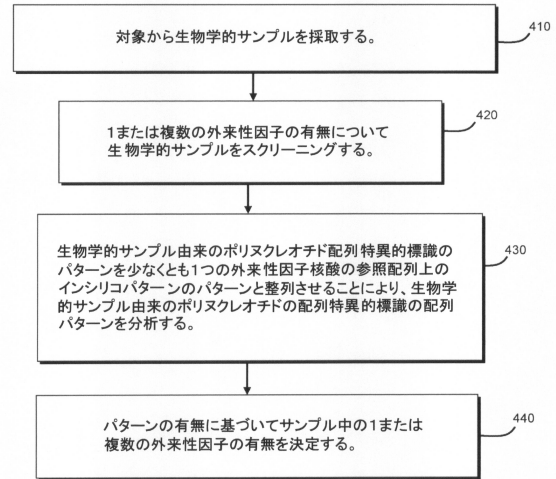 対象から生物学的サンプルを採取する。
410
1または複数の外来性因子の有無について
生物学的サンプルをスクリーニングする。
420
生物学的サンプル由来のポリヌクレオチド配列特異的標識の
パターンを少なくとも1つの外来性因子核酸の参照配列上の
インシリコパターンのパターンと整列させることにより、生物学
的サンプル由来のポリヌクレオチドの配列特異的標識の配列
パターンを分析する。
430
パターンの有無に基づいてサンプル中の1または
複数の外来性因子の有無を決定する。
440